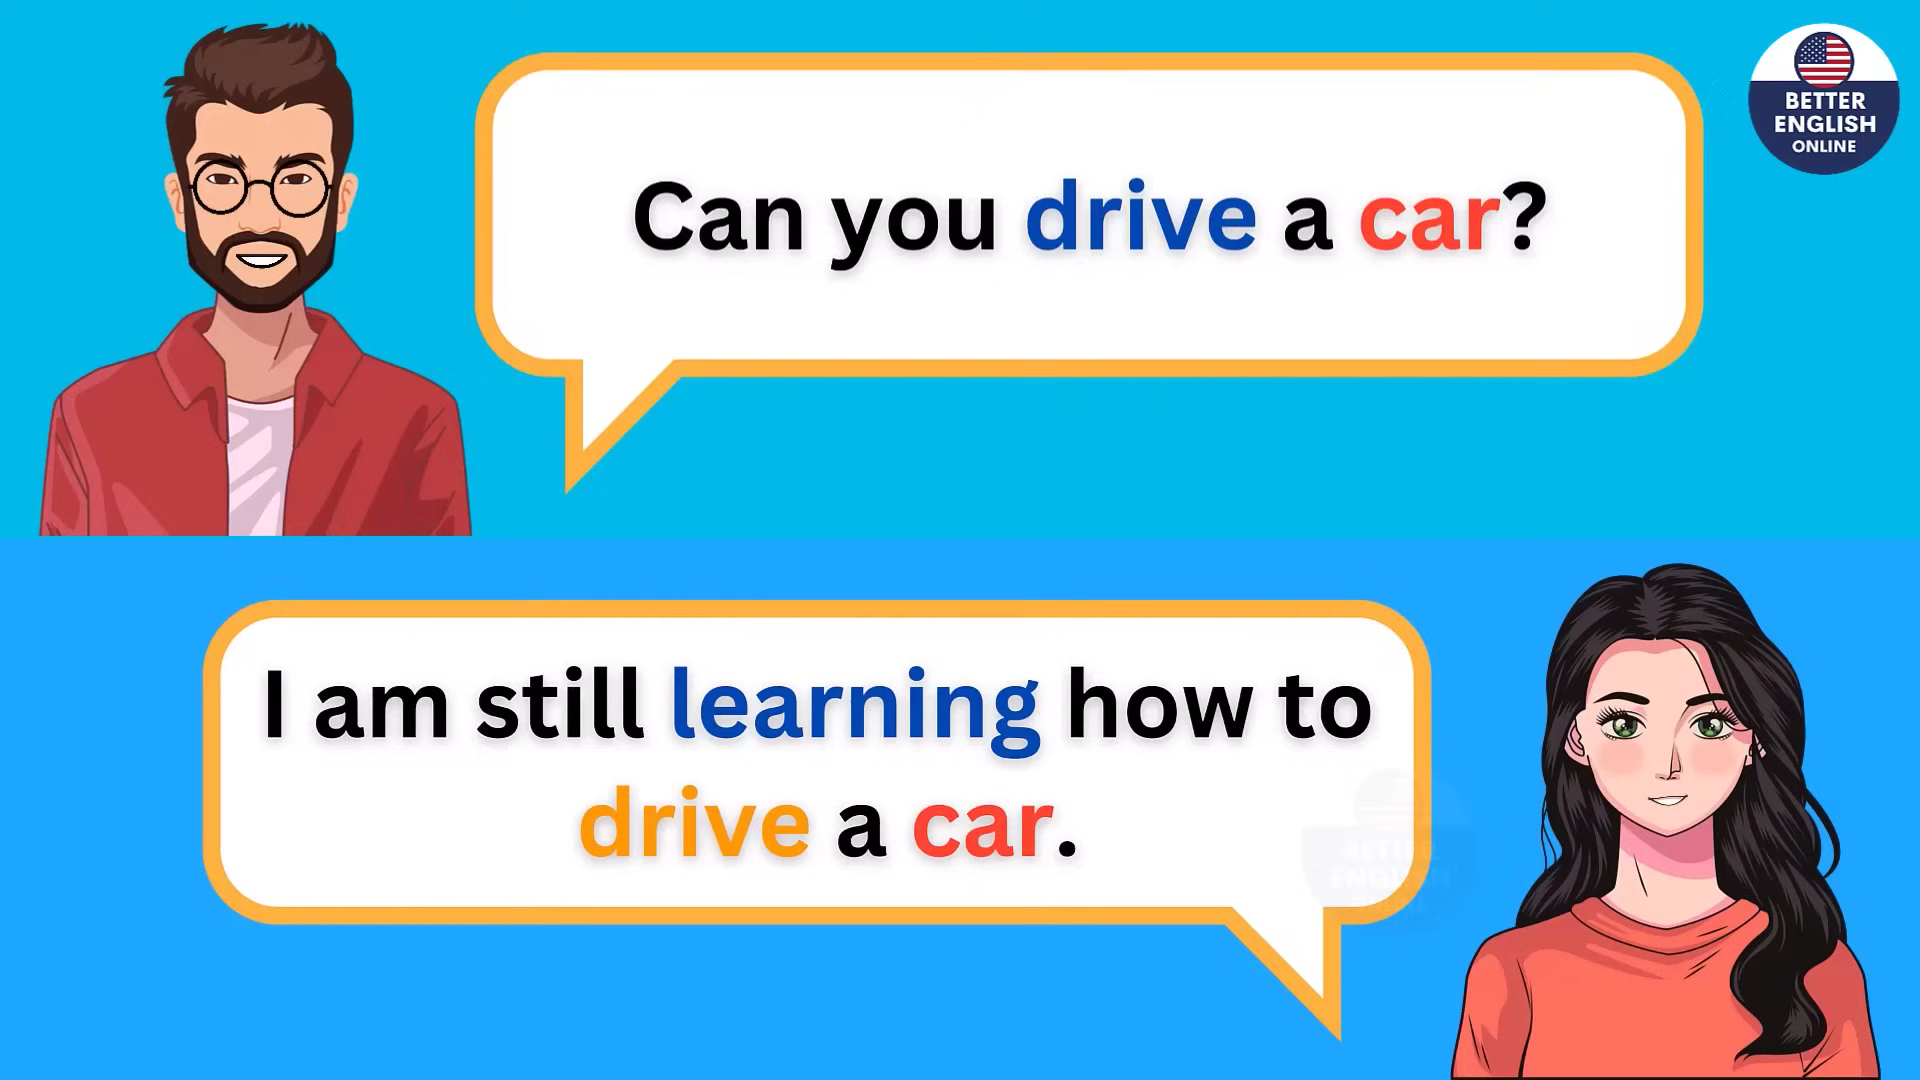 BETTER
ENGLISH
ONLINE
Can you drive a car?
I am still learning how to
drive a car.